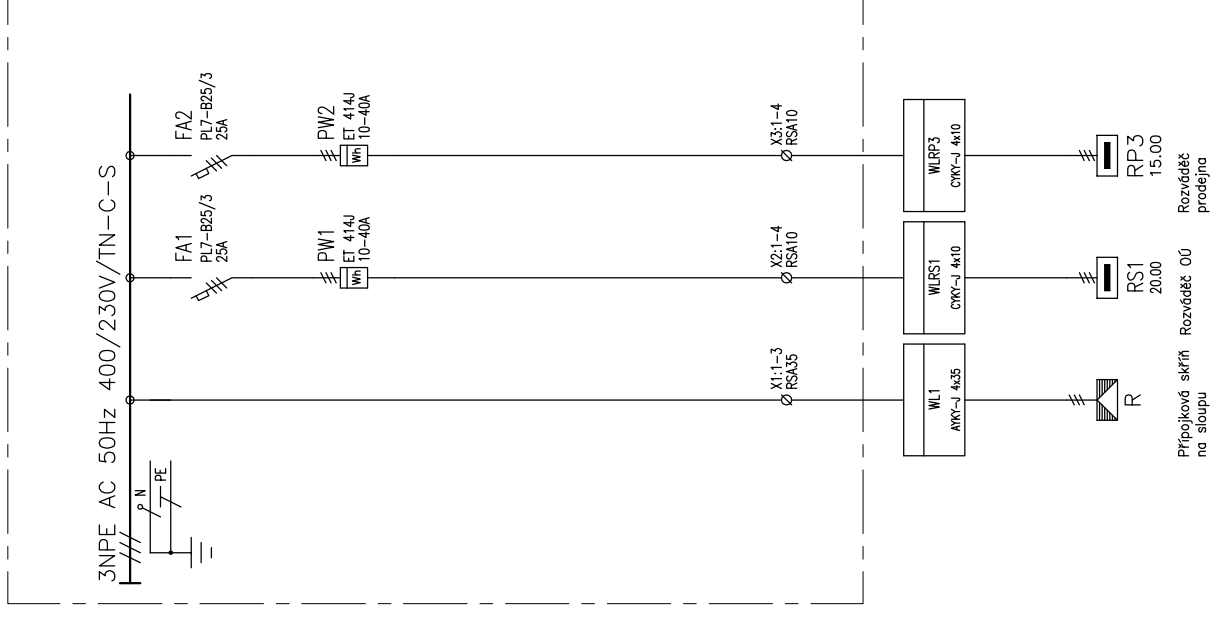 3NPE AC 50Hz 400/230V/TN-C-S
N
PE
FA1
PL7-B25/3
25A
FA2
PL7-B25/3
25A
PW1
ET 414J
10-40A
Wh
PW2
ET 414J
10-40A
Wh
X1:1-3
RSA35
X2:1-4
RSA10
X3:1-4
RSA10
WL1
AYKY-J 4x35
WLRS1
CYKY-J 4x10
WLRP3
CYKY-J 4x10
R
Přípojková skříň
na sloupu
RS1
20.00
Rozváděč OÚ
RP3
15.00
Rozváděč
prodejna